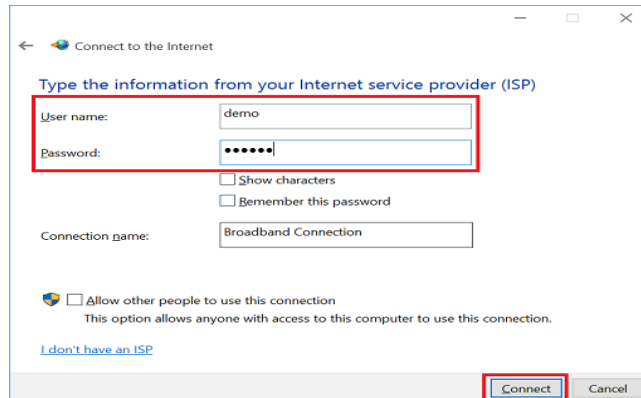 Connect to the Internet
Type the information from your Internet service provider (ISP)
User name: demo
Password: ●●●●●●
Show characters
Remember this password
Connection name: Broadband Connection
Allow other people to use this connection
This option allows anyone with access to this computer to use this connection.
I don't have an ISP
Connect Cancel